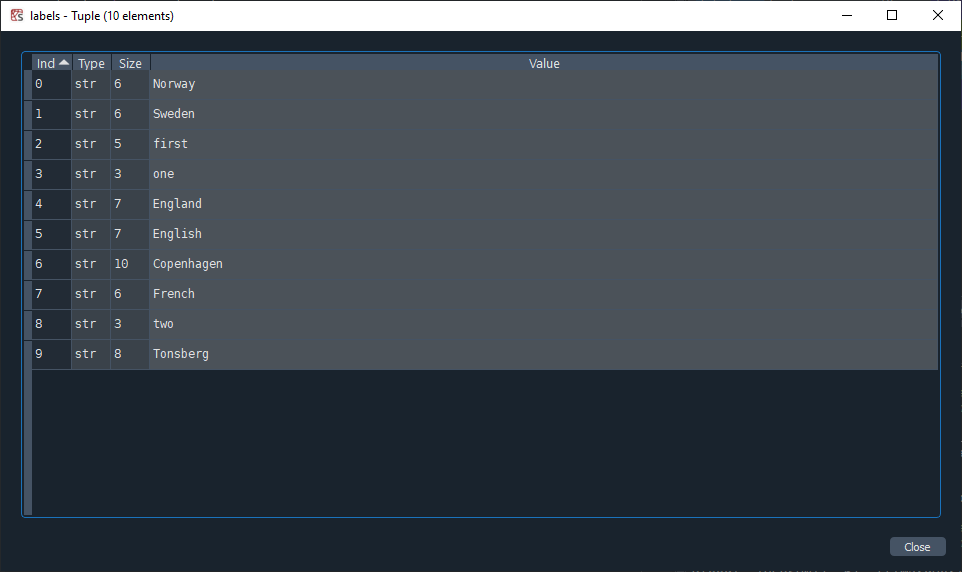 labels - Tuple (10 elements)
Ind Type Size Value
0 str 6 Norway
1 str 6 Sweden
2 str 5 first
3 str 3 one
4 str 7 England
5 str 7 English
6 str 10 Copenhagen
7 str 6 French
8 str 3 two
9 str 8 Tonsberg
Close